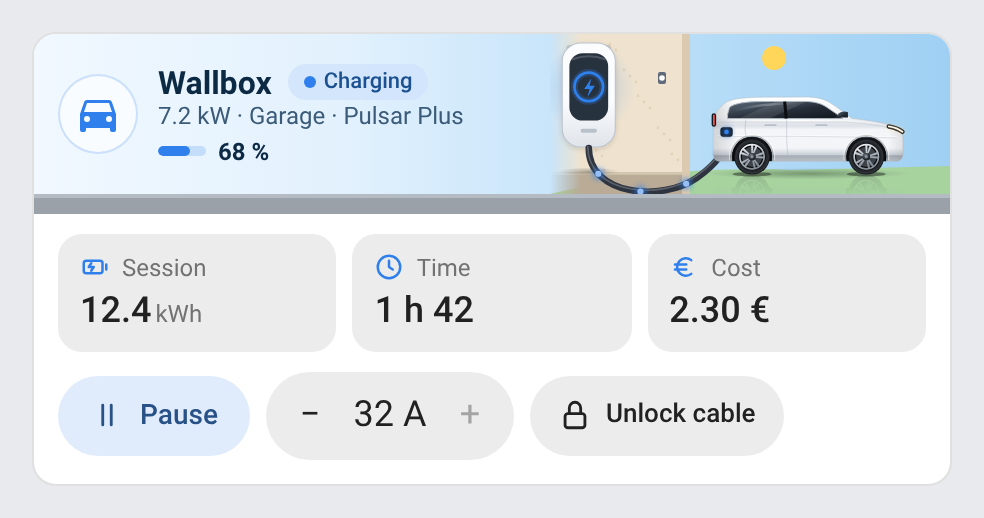 Wallbox Charging
7.2 kW · Garage · Pulsar Plus
68 %
Session Time Cost
12.4 kWh 1 h 42 2.30 €
Pause − 32 A + Unlock cable